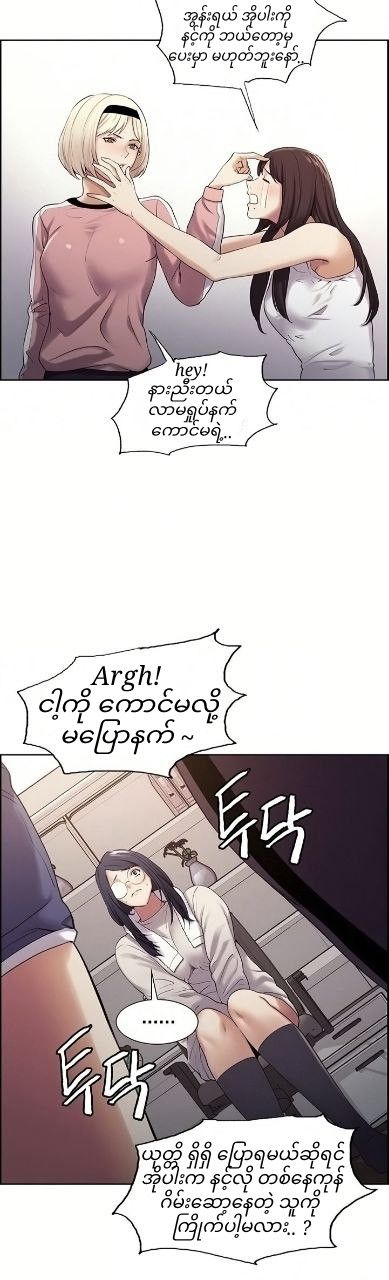 အွန်းရယ် အိုပါးကို
နင့်ကို ဘယ်တော့မှ
ပေးမှာ မဟုတ်ဘူးနော်..
hey!
နားညီးတယ်
လာမရှုပ်နက်
ကောင်မရဲ့..
Argh!
ငါ့ကို ကောင်မလို့
မပြောနက် ~
투닥
투닥
......
ယုတ္တိ ရှိရှိ ပြောရမယ်ဆိုရင်
အိုပါးက နင့်လို တစ်နေကုန်
ဂိမ်းဆော့နေတဲ့ သူကို
ကြိုက်ပါ့မလား.. ?